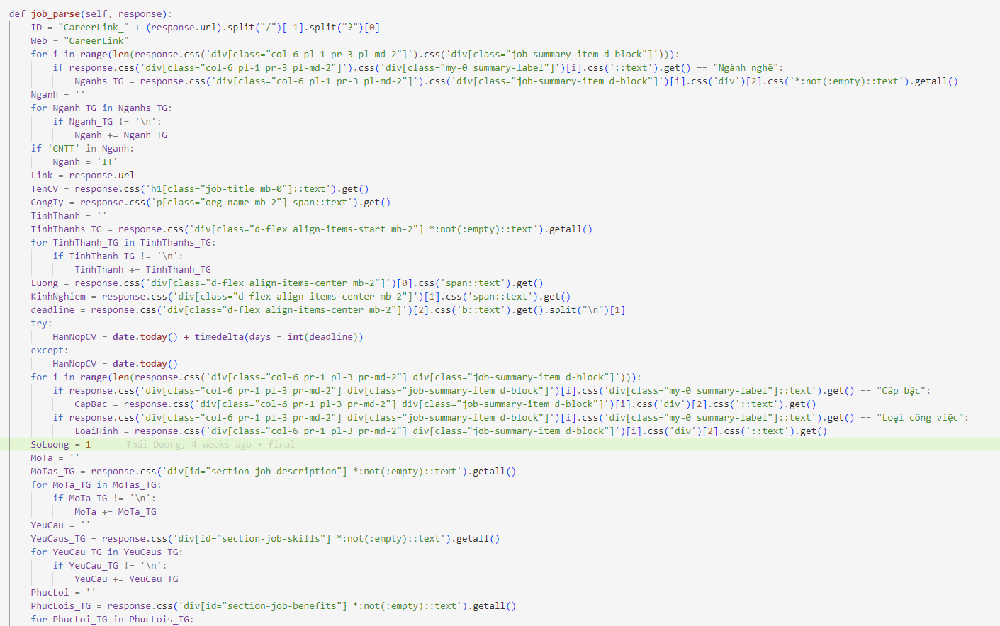 def job_parse(self, response):
    ID = "CareerLink_" + (response.url).split("/")[-1].split("?")[0]
    Web = "CareerLink"
    for i in range(len(response.css('div[class="col-6 pl-1 pr-3 pl-md-2"]').css('div[class="job-summary-item d-block"]'))):
        if response.css('div[class="col-6 pl-1 pr-3 pl-md-2"]').css('div[class="my-0 summary-label"]')[i].css('::text').get() == "Ngành nghề":
            Nganhs_TG = response.css('div[class="col-6 pl-1 pr-3 pl-md-2"]').css('div[class="job-summary-item d-block"]')[i].css('div')[2].css('*:not(:empty)::text').getall()
    Nganh = ''
    for Nganh_TG in Nganhs_TG:
        if Nganh_TG != '\n':
            Nganh += Nganh_TG
    if 'CNTT' in Nganh:
        Nganh = 'IT'
    Link = response.url
    TenCV = response.css('h1[class="job-title mb-0"]::text').get()
    CongTy = response.css('p[class="org-name mb-2"] span::text').get()
    TinhThanh = ''
    TinhThanhs_TG = response.css('div[class="d-flex align-items-start mb-2"] *:not(:empty)::text').getall()
    for TinhThanh_TG in TinhThanhs_TG:
        if TinhThanh_TG != '\n':
            TinhThanh += TinhThanh_TG
    Luong = response.css('div[class="d-flex align-items-center mb-2"]')[0].css('span::text').get()
    KinhNghiem = response.css('div[class="d-flex align-items-center mb-2"]')[1].css('span::text').get()
    deadline = response.css('div[class="d-flex align-items-center mb-2"]')[2].css('b::text').get().split("\n")[1]
    try:
        HanNopCV = date.today() + timedelta(days = int(deadline))
    except:
        HanNopCV = date.today()
    for i in range(len(response.css('div[class="col-6 pr-1 pl-3 pr-md-2"] div[class="job-summary-item d-block"]'))):
        if response.css('div[class="col-6 pr-1 pl-3 pr-md-2"] div[class="job-summary-item d-block"]')[i].css('div[class="my-0 summary-label"]::text').get() == "Cấp bậc":
            CapBac = response.css('div[class="col-6 pr-1 pl-3 pr-md-2"] div[class="job-summary-item d-block"]')[i].css('div')[2].css('::text').get()
        if response.css('div[class="col-6 pr-1 pl-3 pr-md-2"] div[class="job-summary-item d-block"]')[i].css('div[class="my-0 summary-label"]::text').get() == "Loại công việc":
            LoaiHinh = response.css('div[class="col-6 pr-1 pl-3 pr-md-2"] div[class="job-summary-item d-block"]')[i].css('div')[2].css('::text').get()
    SoLuong = 1 Thái Dương, 4 weeks ago • final
    MoTa = ''
    MoTas_TG = response.css('div[id="section-job-description"] *:not(:empty)::text').getall()
    for MoTa_TG in MoTas_TG:
        if MoTa_TG != '\n':
            MoTa += MoTa_TG
    YeuCau = ''
    YeuCaus_TG = response.css('div[id="section-job-skills"] *:not(:empty)::text').getall()
    for YeuCau_TG in YeuCaus_TG:
        if YeuCau_TG != '\n':
            YeuCau += YeuCau_TG
    PhucLoi = ''
    PhucLois_TG = response.css('div[id="section-job-benefits"] *:not(:empty)::text').getall()
    for PhucLoi_TG in PhucLois_TG: